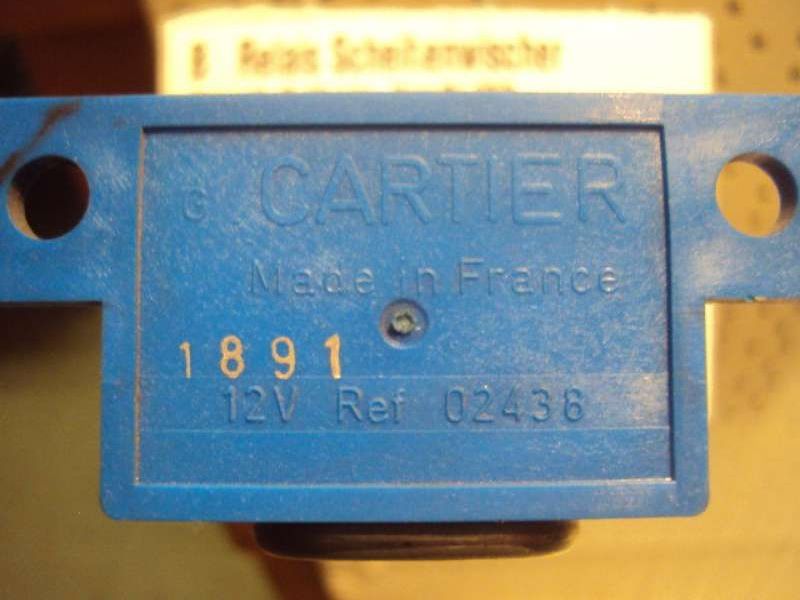 B Relais Scheibenwischer
G CARTIER
Made in France
1891
12V Ref 02436